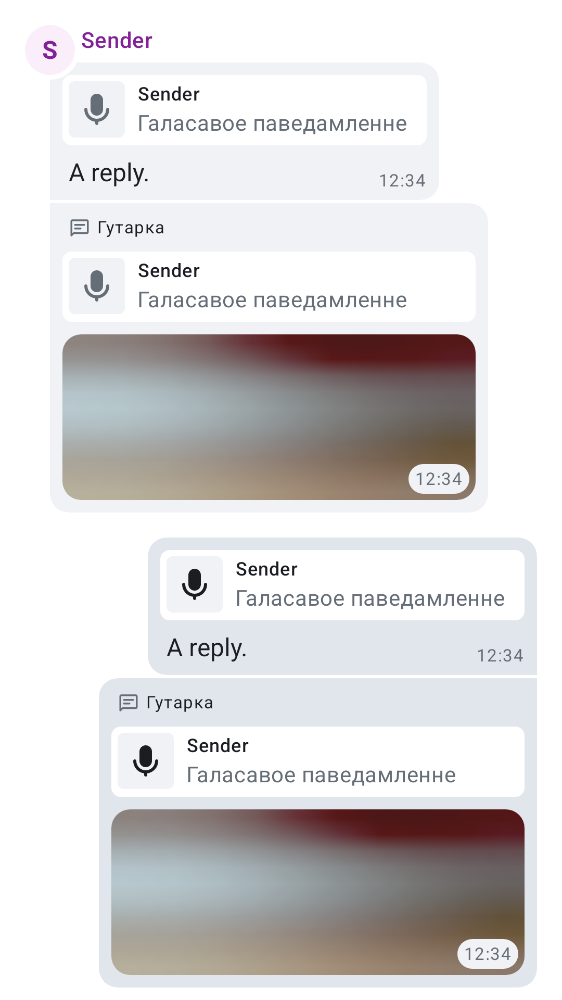 S
Sender
Sender
Галасавое паведамленне
A reply.
12:34
Гутарка
Sender
Галасавое паведамленне
12:34
Sender
Галасавое паведамленне
A reply.
12:34
Гутарка
Sender
Галасавое паведамленне
12:34